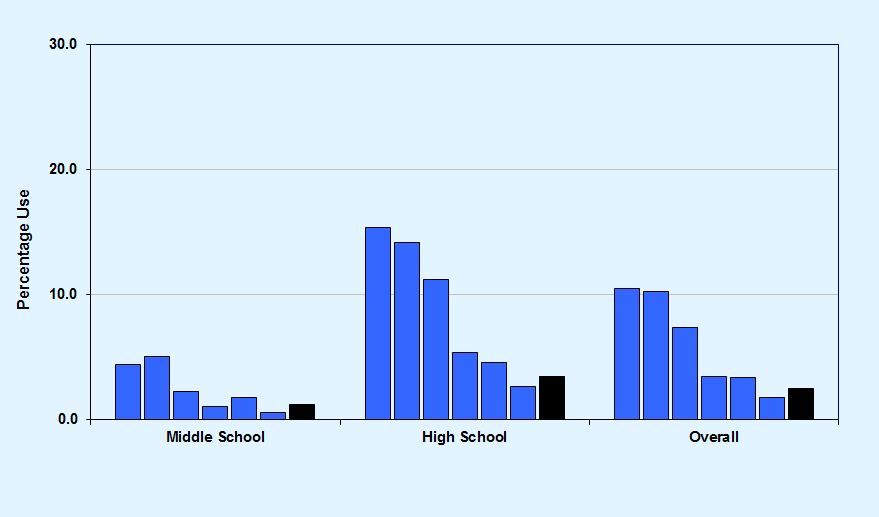 30.0
20.0
10.0
0.0
Percentage Use
Middle School
High School
Overall